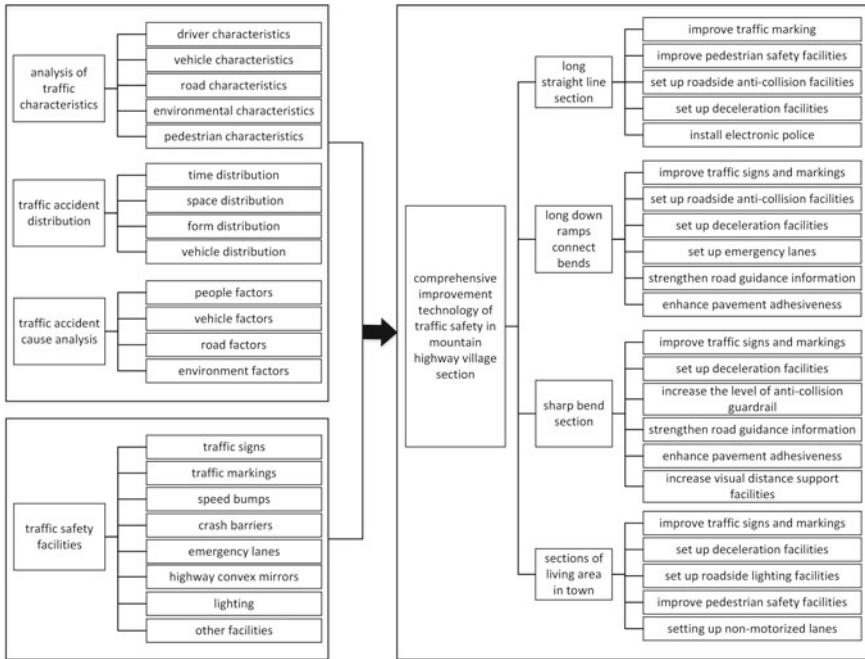 analysis of
traffic
characteristics
driver characteristics
vehicle characteristics
road characteristics
environmental characteristics
pedestrian characteristics
traffic accident
distribution
time distribution
space distribution
form distribution
vehicle distribution
traffic accident
cause analysis
people factors
vehicle factors
road factors
environment factors
traffic safety
facilities
traffic signs
traffic markings
speed bumps
crash barriers
emergency lanes
highway convex mirrors
lighting
other facilities
comprehensive
improvement
technology of
traffic safety in
mountain
highway village
section
long
straight line
section
improve traffic marking
improve pedestrian safety facilities
set up roadside anti-collision facilities
set up deceleration facilities
install electronic police
long down
ramps
connect
bends
improve traffic signs and markings
set up roadside anti-collision facilities
set up deceleration facilities
set up emergency lanes
strengthen road guidance information
enhance pavement adhesiveness
sharp bend
section
improve traffic signs and markings
set up deceleration facilities
increase the level of anti-collision
guardrail
strengthen road guidance information
enhance pavement adhesiveness
increase visual distance support
facilities
sections of
living area
in town
improve traffic signs and markings
set up deceleration facilities
set up roadside lighting facilities
improve pedestrian safety facilities
setting up non-motorized lanes